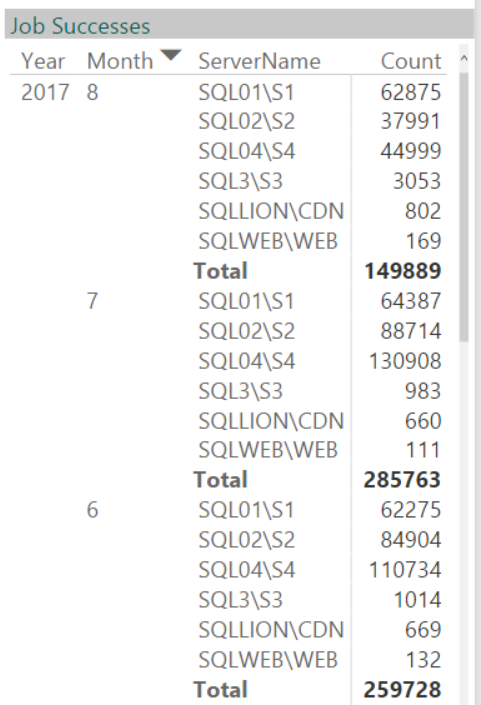 Job Successes
Year Month ServerName Count
2017 8 SQL01\S1 62875
SQL02\S2 37991
SQL04\S4 44999
SQL3\S3 3053
SQLLION\CDN 802
SQLWEB\WEB 169
Total 149889
7 SQL01\S1 64387
SQL02\S2 88714
SQL04\S4 130908
SQL3\S3 983
SQLLION\CDN 660
SQLWEB\WEB 111
Total 285763
6 SQL01\S1 62275
SQL02\S2 84904
SQL04\S4 110734
SQL3\S3 1014
SQLLION\CDN 669
SQLWEB\WEB 132
Total 259728